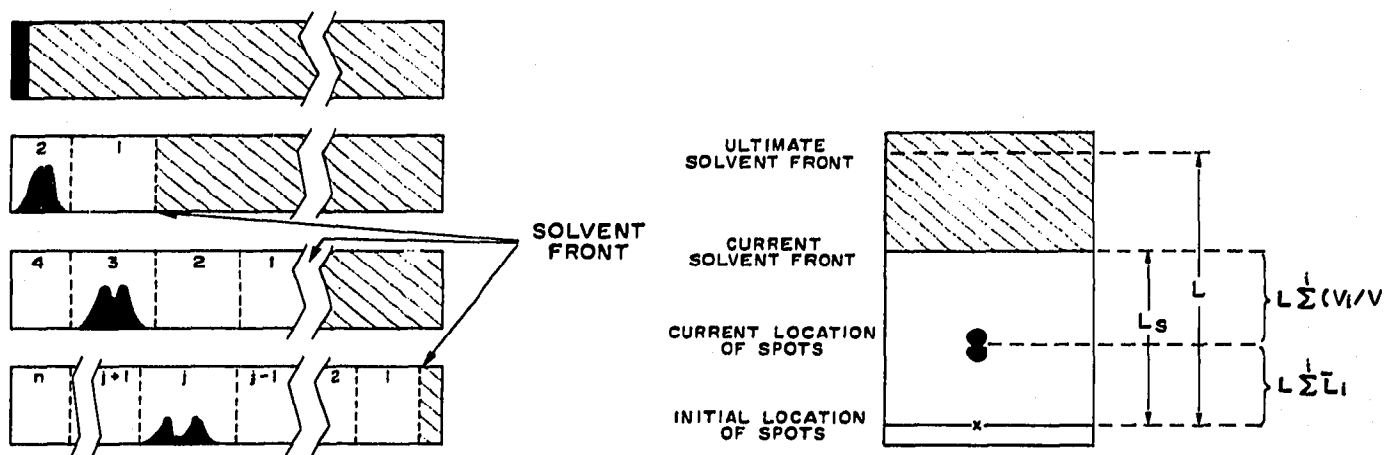 2 1
4 3 2 1
n j+1 j j-1 2 1
SOLVENT
FRONT
ULTIMATE
SOLVENT FRONT
CURRENT
SOLVENT FRONT
CURRENT LOCATION
OF SPOTS
INITIAL LOCATION
OF SPOTS
x
L
Ls
L Σ^i (Vi/V
L Σ^i L̄i